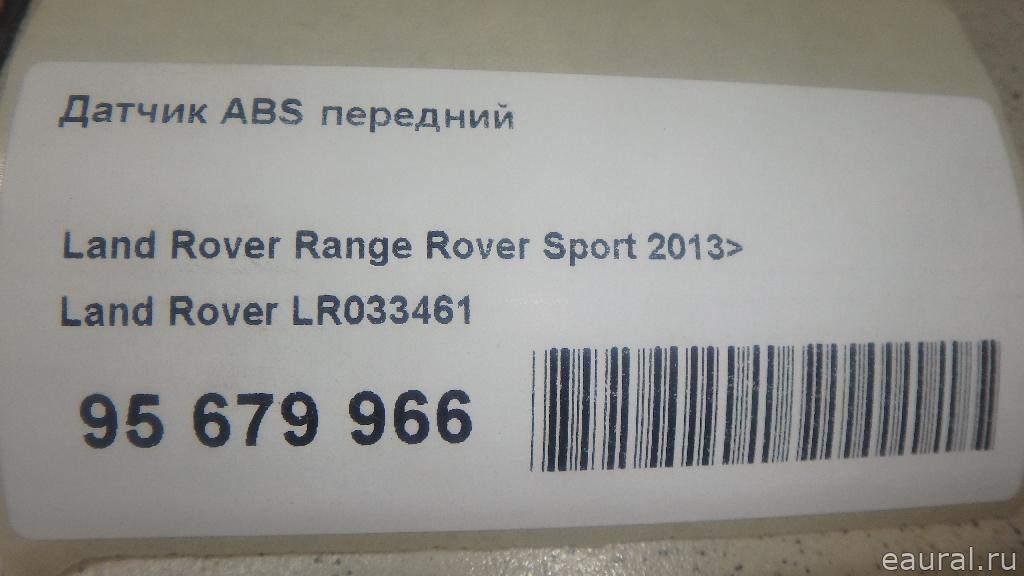 Датчик ABS передний
Land Rover Range Rover Sport 2013>
Land Rover LR033461
95 679 966
eaural.ru